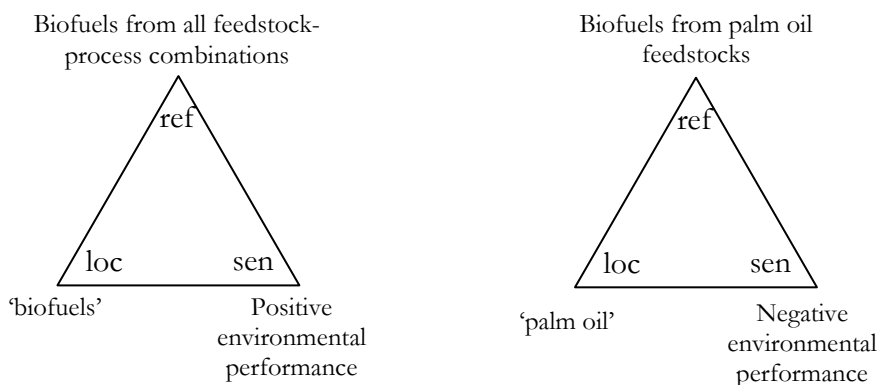 Biofuels from all feedstock-
process combinations
ref
loc
sen
‘biofuels’
Positive
environmental
performance
Biofuels from palm oil
feedstocks
ref
loc
sen
‘palm oil’
Negative
environmental
performance